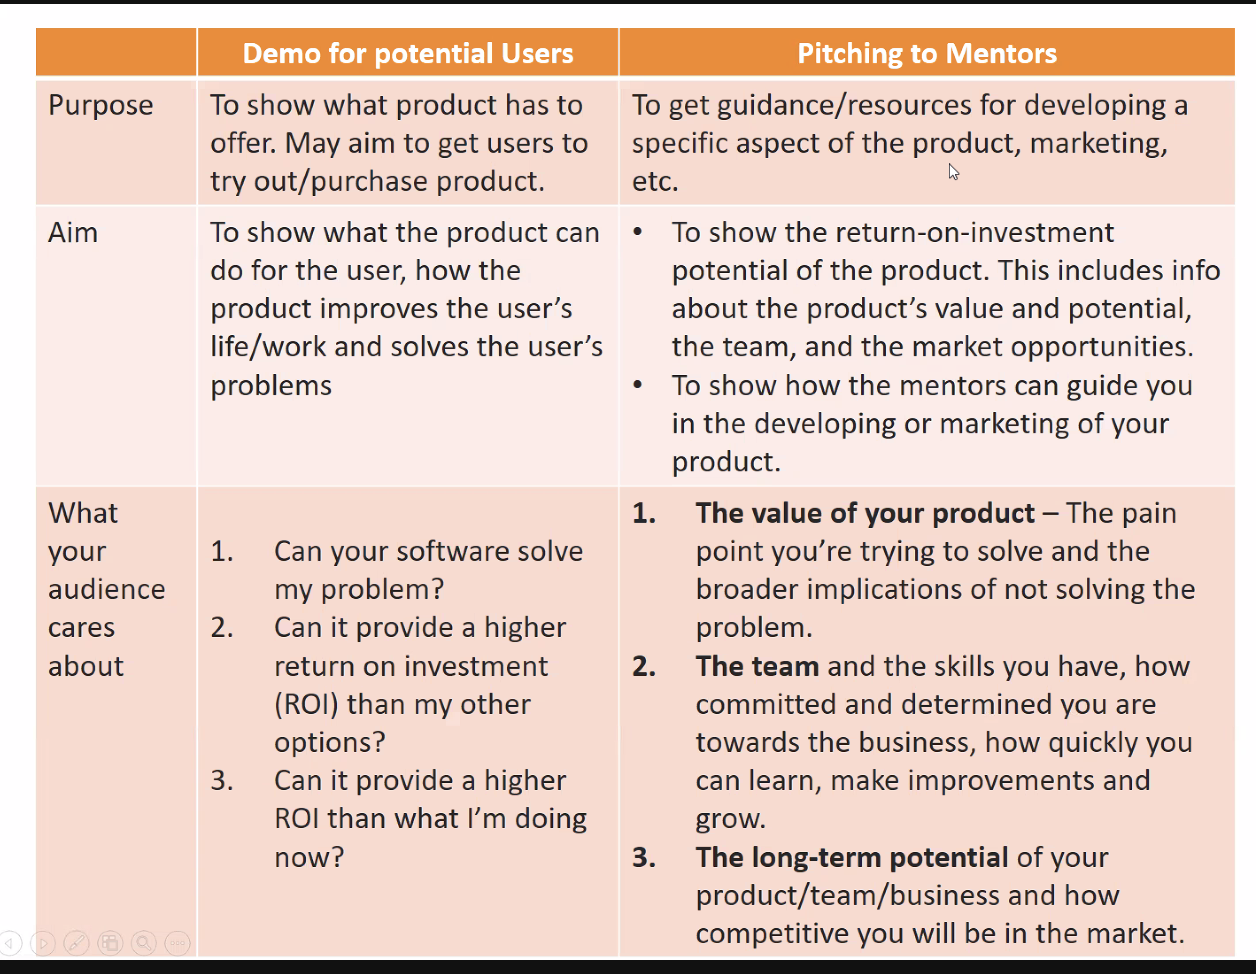 Demo for potential Users
Pitching to Mentors
Purpose
To show what product has to
offer. May aim to get users to
try out/purchase product.
To get guidance/resources for developing a
specific aspect of the product, marketing,
etc.
Aim
To show what the product can
do for the user, how the
product improves the user’s
life/work and solves the user’s
problems
• To show the return-on-investment
potential of the product. This includes info
about the product’s value and potential,
the team, and the market opportunities.
• To show how the mentors can guide you
in the developing or marketing of your
product.
What
your
audience
cares
about
1. Can your software solve
my problem?
2. Can it provide a higher
return on investment
(ROI) than my other
options?
3. Can it provide a higher
ROI than what I’m doing
now?
1. The value of your product – The pain
point you’re trying to solve and the
broader implications of not solving the
problem.
2. The team and the skills you have, how
committed and determined you are
towards the business, how quickly you
can learn, make improvements and
grow.
3. The long-term potential of your
product/team/business and how
competitive you will be in the market.